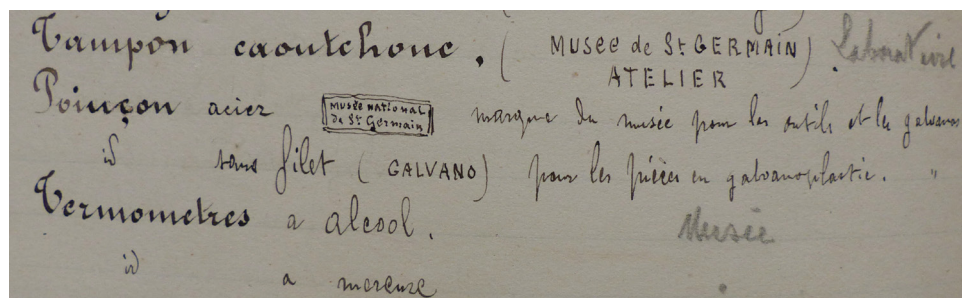 Tampon caoutchouc. ( MUSEE de St GERMAIN ) Laboratoire
ATELIER
Poinçon acier MUSÉE NATIONAL de St Germain marque du musée pour les outils et les galvanos
id sans filet ( GALVANO ) pour les pièces en galvanoplastie. "
Termometres a alcool. Musée
id a mercure